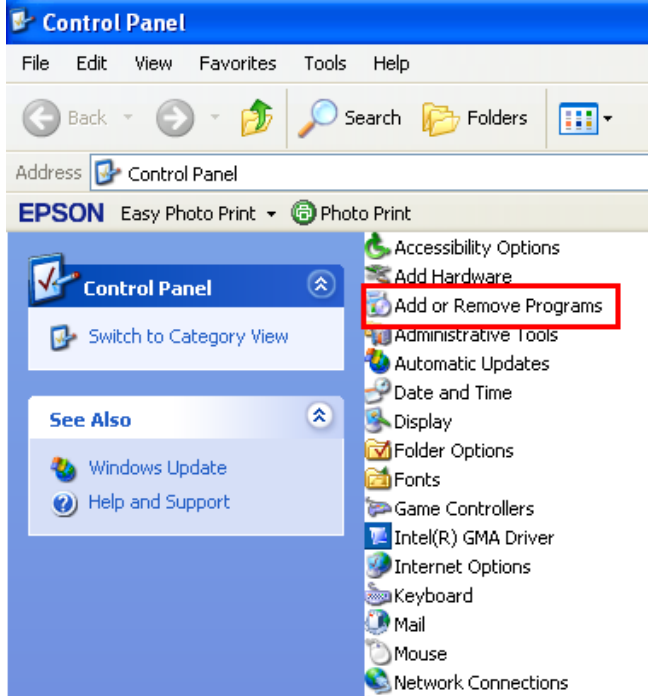 Control Panel
File Edit View Favorites Tools Help
Back Search Folders
Address Control Panel
EPSON Easy Photo Print Photo Print
Control Panel
Switch to Category View
See Also
Windows Update
Help and Support
Accessibility Options
Add Hardware
Add or Remove Programs
Administrative Tools
Automatic Updates
Date and Time
Display
Folder Options
Fonts
Game Controllers
Intel(R) GMA Driver
Internet Options
Keyboard
Mail
Mouse
Network Connections